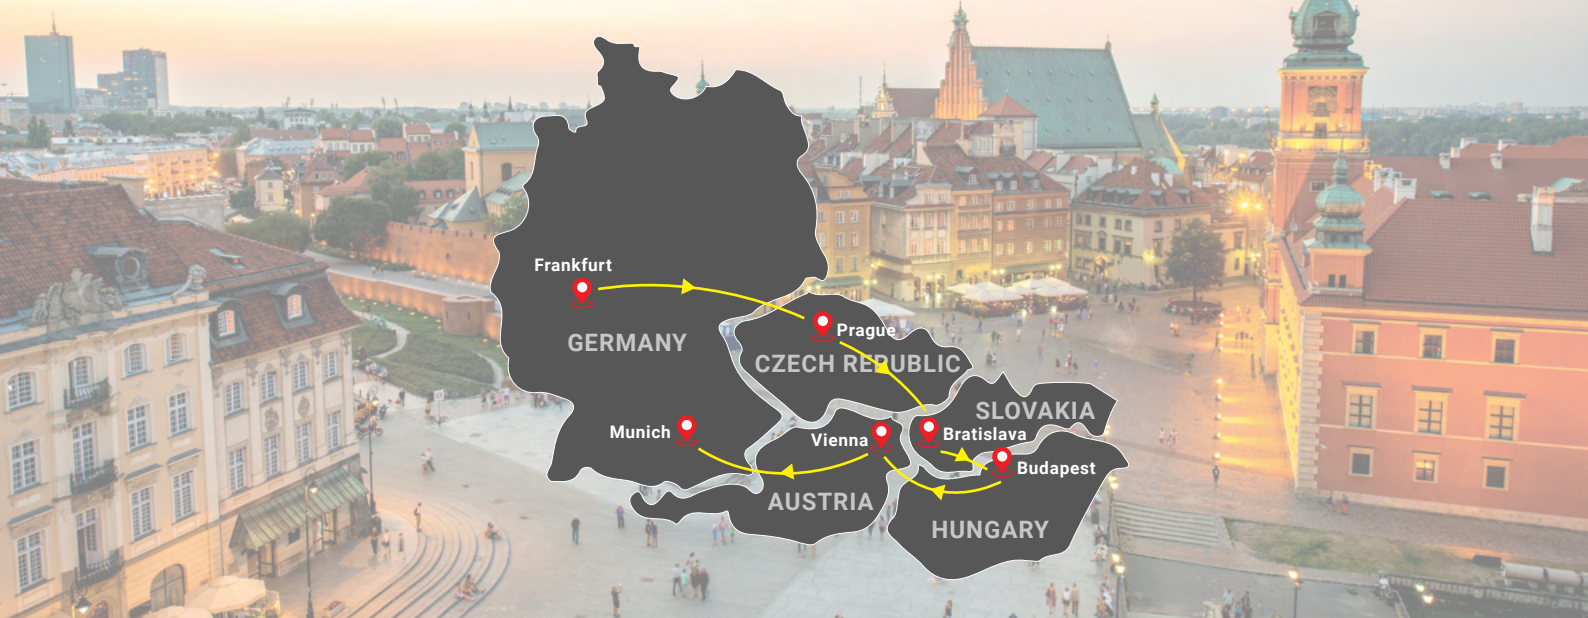 Frankfurt
GERMANY
Prague
CZECH REPUBLIC
SLOVAKIA
Munich
Vienna
Bratislava
Budapest
AUSTRIA
HUNGARY